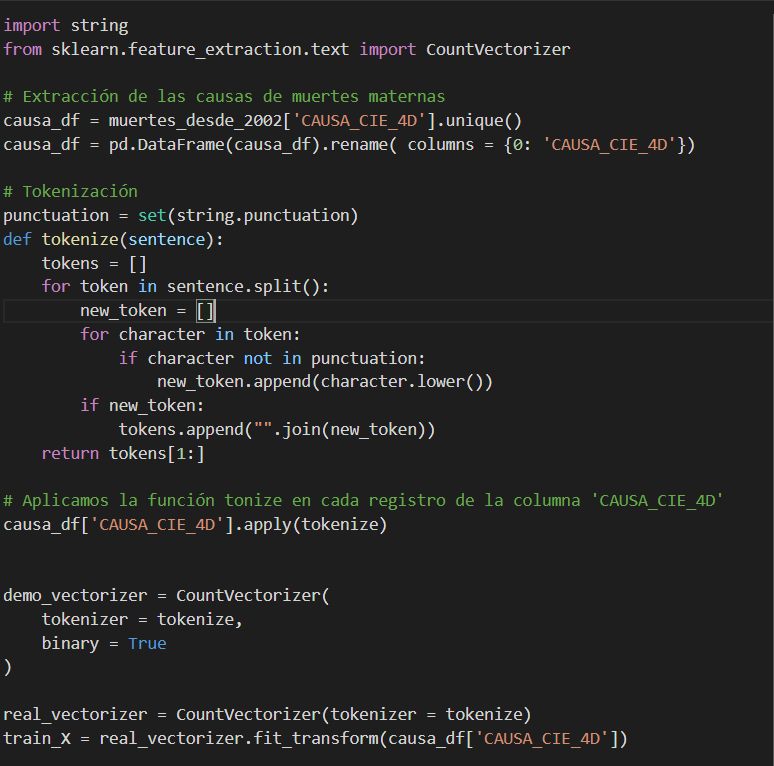 import string
from sklearn.feature_extraction.text import CountVectorizer
# Extracción de las causas de muertes maternas
causa_df = muertes_desde_2002['CAUSA_CIE_4D'].unique()
causa_df = pd.DataFrame(causa_df).rename( columns = {0: 'CAUSA_CIE_4D'})
# Tokenización
punctuation = set(string.punctuation)
def tokenize(sentence):
    tokens = []
    for token in sentence.split():
        new_token = []
        for character in token:
            if character not in punctuation:
                new_token.append(character.lower())
        if new_token:
            tokens.append("".join(new_token))
    return tokens[1:]
# Aplicamos la función tonize en cada registro de la columna 'CAUSA_CIE_4D'
causa_df['CAUSA_CIE_4D'].apply(tokenize)
demo_vectorizer = CountVectorizer(
    tokenizer = tokenize,
    binary = True
)
real_vectorizer = CountVectorizer(tokenizer = tokenize)
train_X = real_vectorizer.fit_transform(causa_df['CAUSA_CIE_4D'])